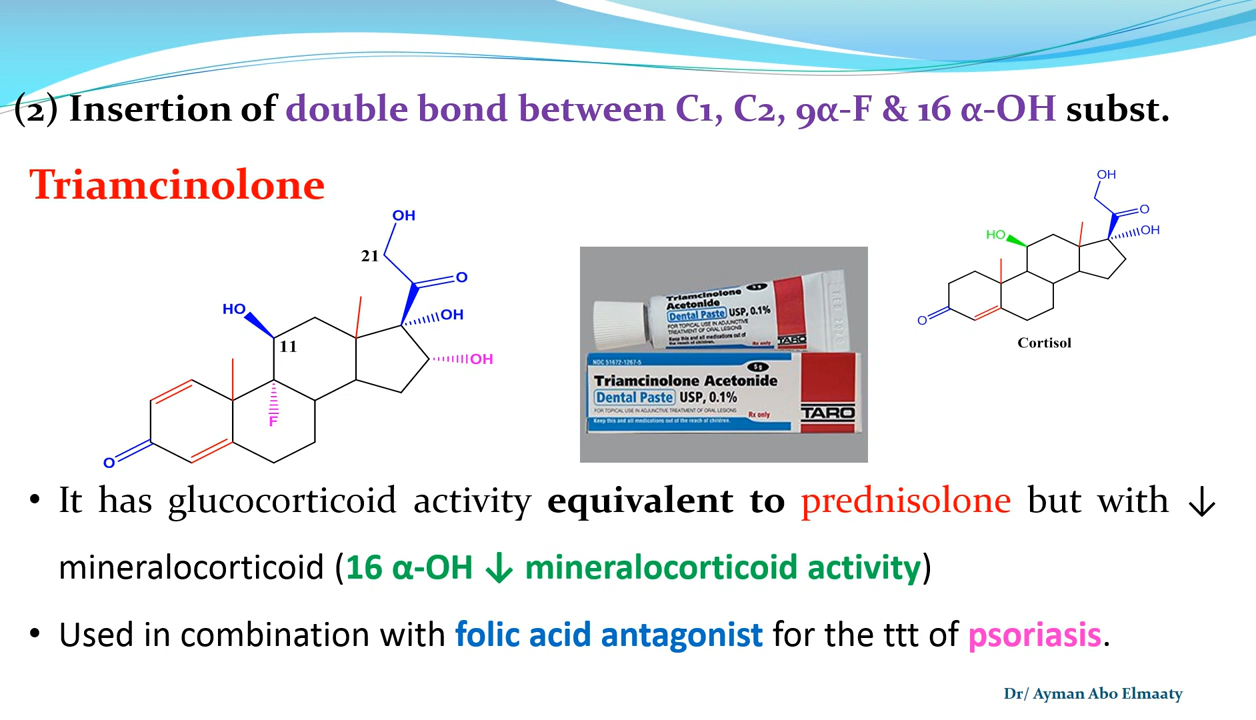 (2) Insertion of double bond between C1, C2, 9α-F & 16 α-OH subst.
Triamcinolone
OH
21
O
HO
OH
11
OH
F
O
Triamcinolone
Acetonide
5 g
Dental Paste USP, 0.1%
FOR TOPICAL USE IN ADJUNCTIVE
TREATMENT OF ORAL LESIONS
Keep this and all medications out of
the reach of children.
Rx only
TARO
NDC 51672-1267-5
5 g
Triamcinolone Acetonide
Dental Paste USP, 0.1%
FOR TOPICAL USE IN ADJUNCTIVE TREATMENT OF ORAL LESIONS
Rx only
Keep this and all medications out of the reach of children.
TARO
OH
O
HO
OH
O
Cortisol
• It has glucocorticoid activity equivalent to prednisolone but with ↓
mineralocorticoid (16 α-OH ↓ mineralocorticoid activity)
• Used in combination with folic acid antagonist for the ttt of psoriasis.
Dr/ Ayman Abo Elmaaty